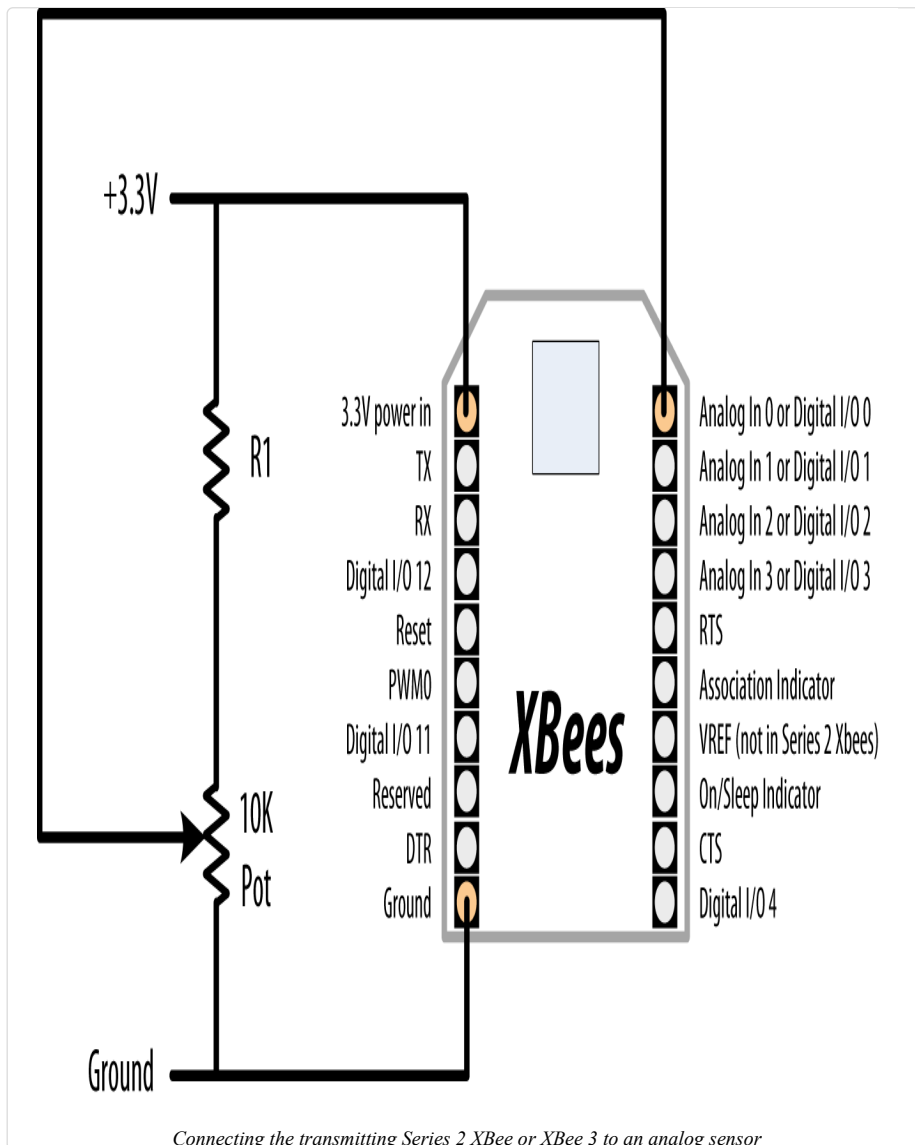 +3.3V
R1
10K
Pot
Ground
3.3V power in
TX
RX
Digital I/O 12
Reset
PWM0
Digital I/O 11
Reserved
DTR
Ground
XBees
Analog In 0 or Digital I/O 0
Analog In 1 or Digital I/O 1
Analog In 2 or Digital I/O 2
Analog In 3 or Digital I/O 3
RTS
Association Indicator
VREF (not in Series 2 Xbees)
On/Sleep Indicator
CTS
Digital I/O 4
Connecting the transmitting Series 2 XBee or XBee 3 to an analog sensor